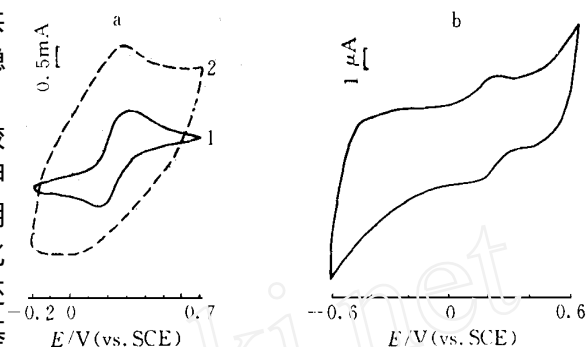 a
b
0.5mA
1 μA
2
1
-0.2 0 0.7
-0.6 0 0.6
E/V(vs. SCE)
E/V(vs. SCE)